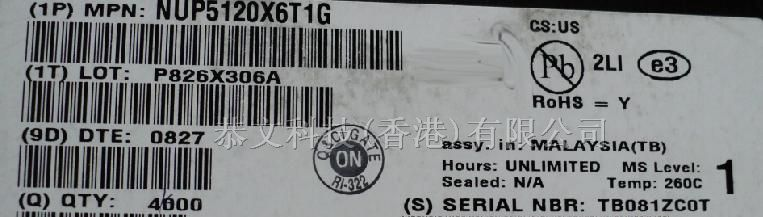 (1P) MPN: NUP5120X6T1G
CS:US
Pb
2LI
e3
(1T) LOT: P826X306A
RoHS = Y
泰文科技(香港)有限公司
(9D) DTE: 0827
ON
RI-322
assy. in: MALAYSIA(TB)
Hours: UNLIMITED MS Level: 1
Sealed: N/A Temp: 260C
(Q) QTY: 4000
(S) SERIAL NBR: TB081ZC0T